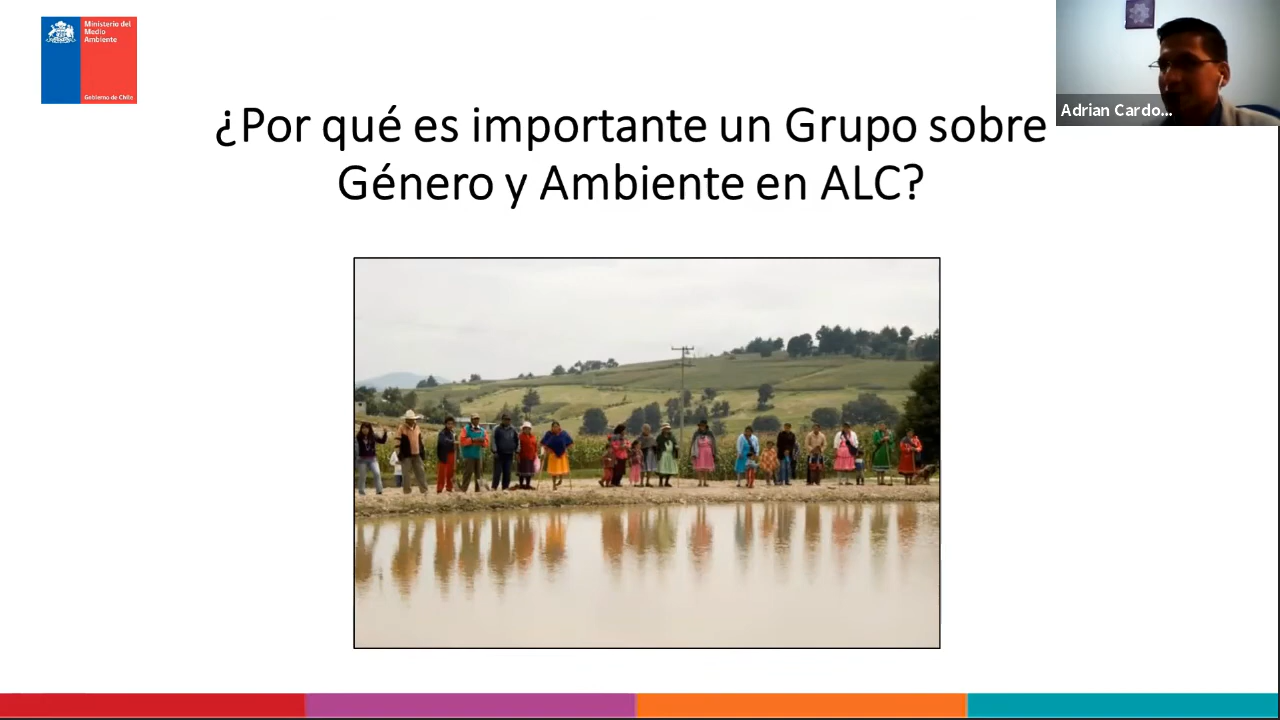 Ministerio del
Medio
Ambiente
Gobierno de Chile
Adrian Cardo...
¿Por qué es importante un Grupo sobre
Género y Ambiente en ALC?